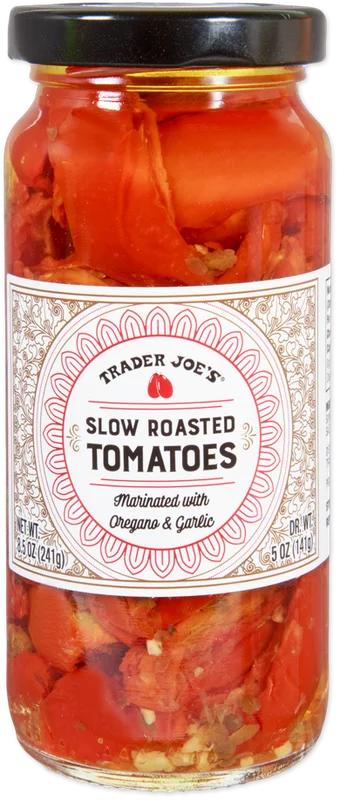 TRADER JOE'S®
SLOW ROASTED
TOMATOES
Marinated with
Oregano & Garlic
NET WT.
8.5 OZ (241g)
DR. WT.
5 OZ (141g)